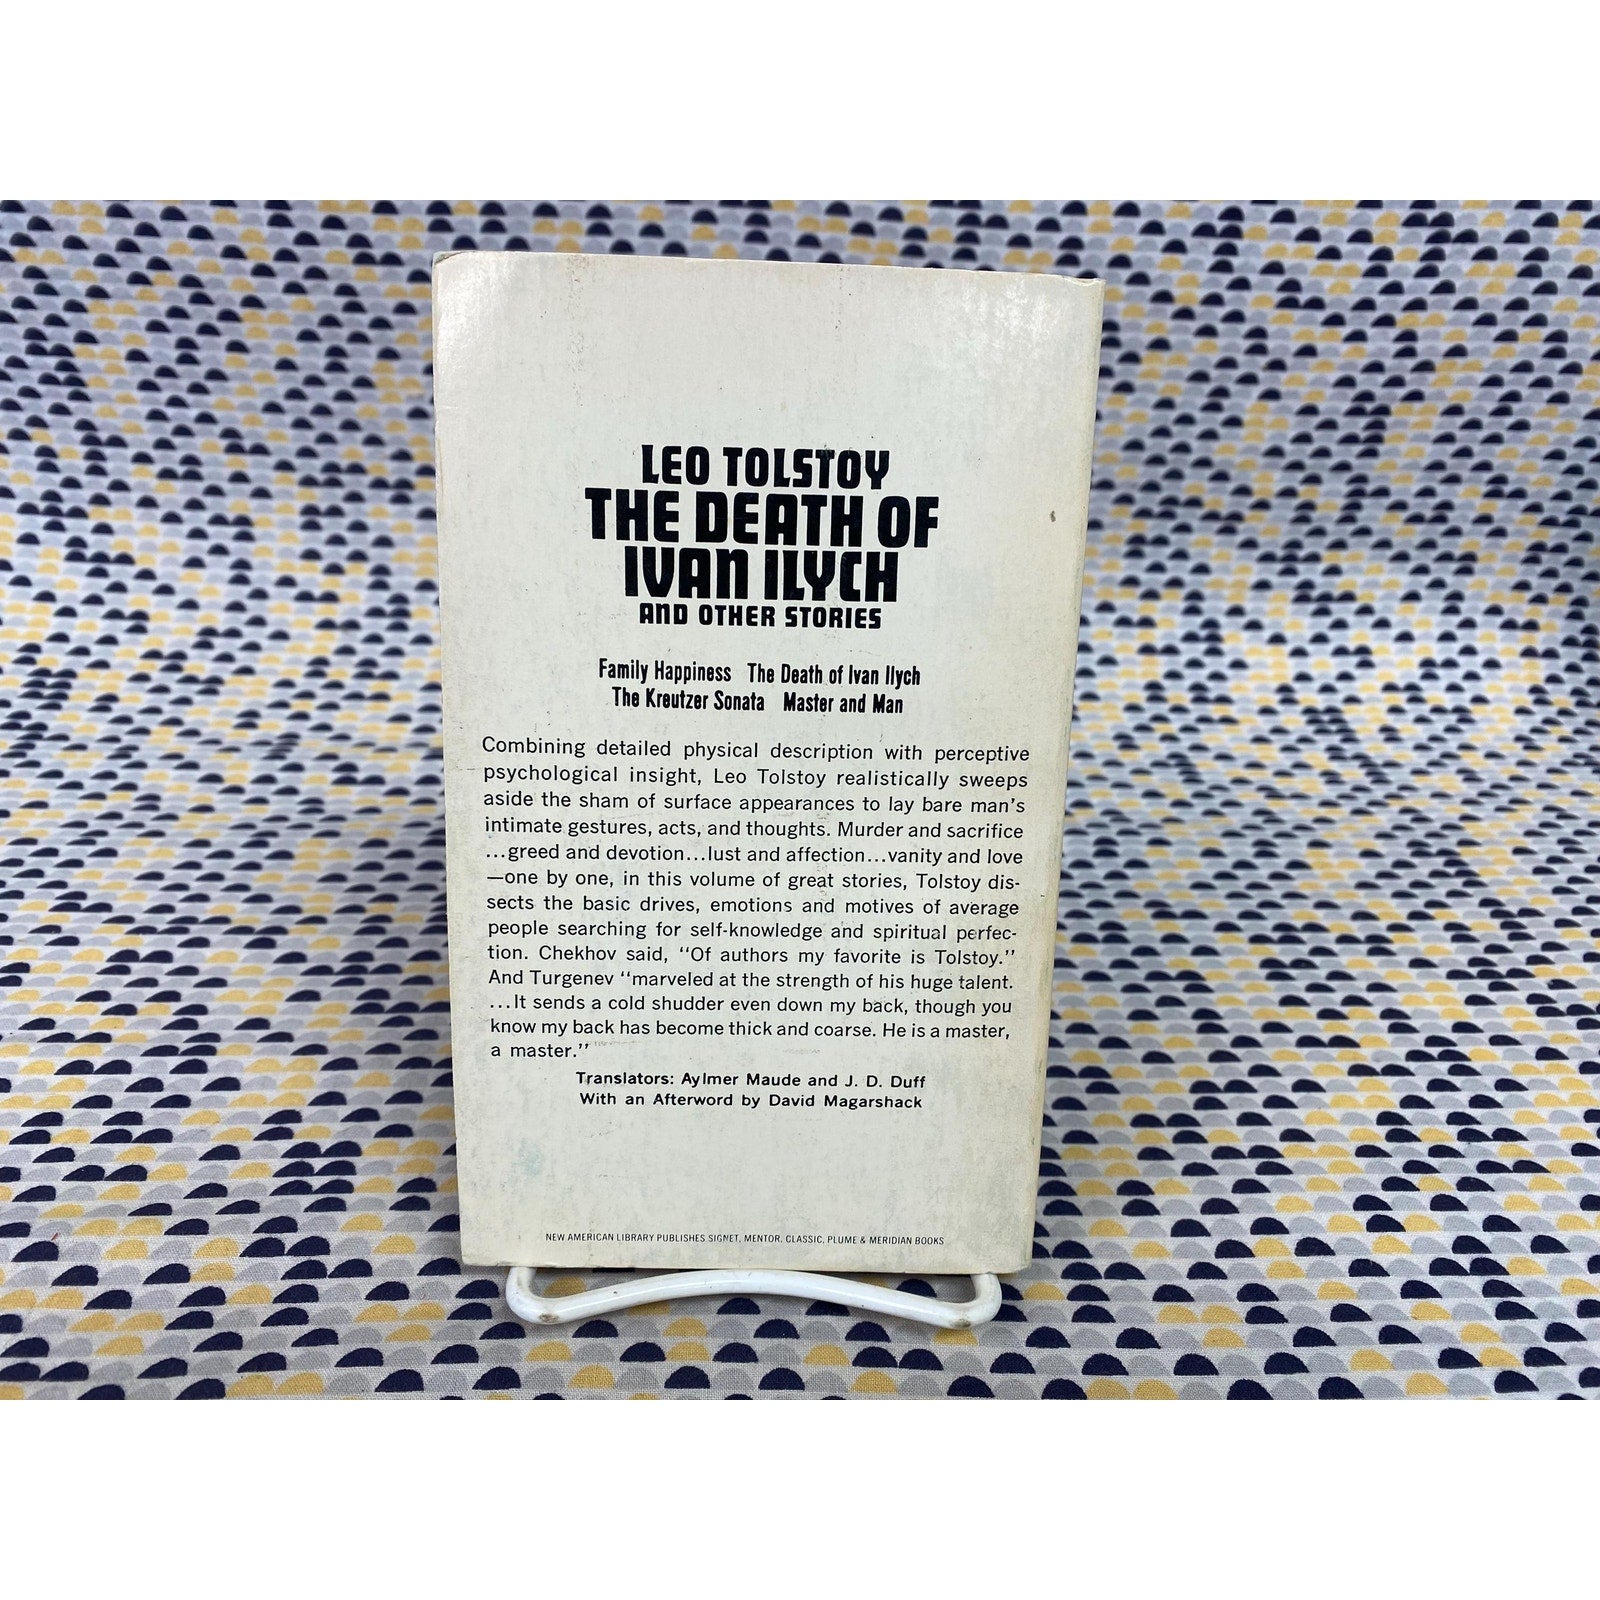 LEO TOLSTOY
THE DEATH OF
IVAN ILYCH
AND OTHER STORIES
Family Happiness The Death of Ivan Ilych
The Kreutzer Sonata Master and Man
Combining detailed physical description with perceptive
psychological insight, Leo Tolstoy realistically sweeps
aside the sham of surface appearances to lay bare man's
intimate gestures, acts, and thoughts. Murder and sacrifice
...greed and devotion...lust and affection...vanity and love
—one by one, in this volume of great stories, Tolstoy dis-
sects the basic drives, emotions and motives of average
people searching for self-knowledge and spiritual perfec-
tion. Chekhov said, "Of authors my favorite is Tolstoy."
And Turgenev "marveled at the strength of his huge talent.
...It sends a cold shudder even down my back, though you
know my back has become thick and coarse. He is a master,
a master."
Translators: Aylmer Maude and J. D. Duff
With an Afterword by David Magarshack
NEW AMERICAN LIBRARY PUBLISHES SIGNET, MENTOR, CLASSIC, PLUME & MERIDIAN BOOKS